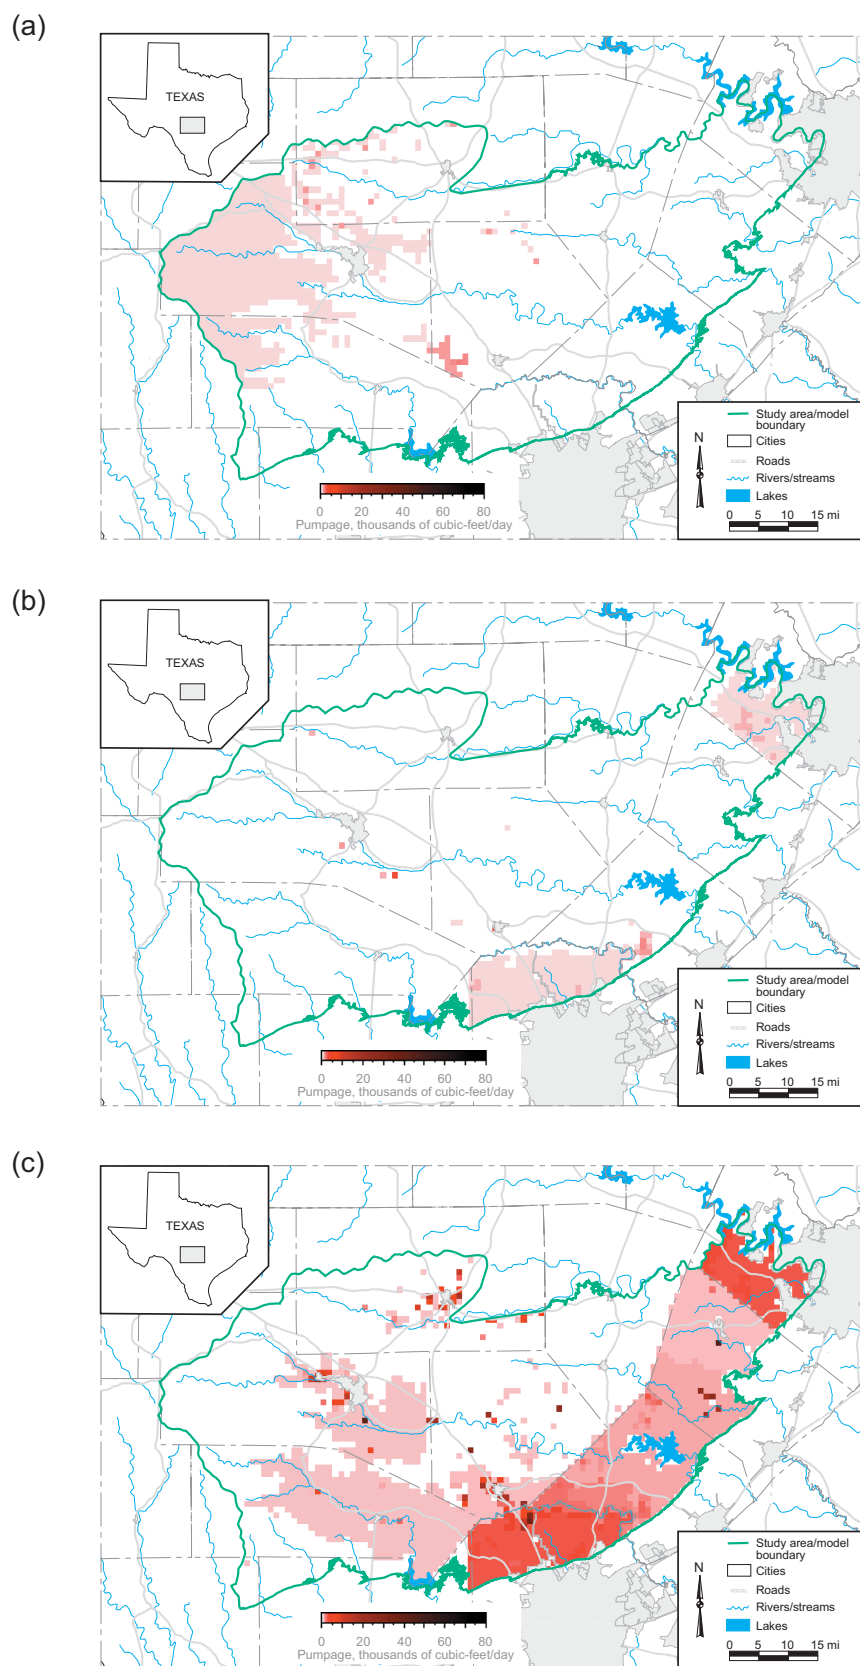 (a)
TEXAS
Study area/model
boundary
Cities
Roads
Rivers/streams
Lakes
N
0 5 10 15 mi
0 20 40 60 80
Pumpage, thousands of cubic-feet/day
(b)
TEXAS
Study area/model
boundary
Cities
Roads
Rivers/streams
Lakes
N
0 5 10 15 mi
0 20 40 60 80
Pumpage, thousands of cubic-feet/day
(c)
TEXAS
Study area/model
boundary
Cities
Roads
Rivers/streams
Lakes
N
0 5 10 15 mi
0 20 40 60 80
Pumpage, thousands of cubic-feet/day